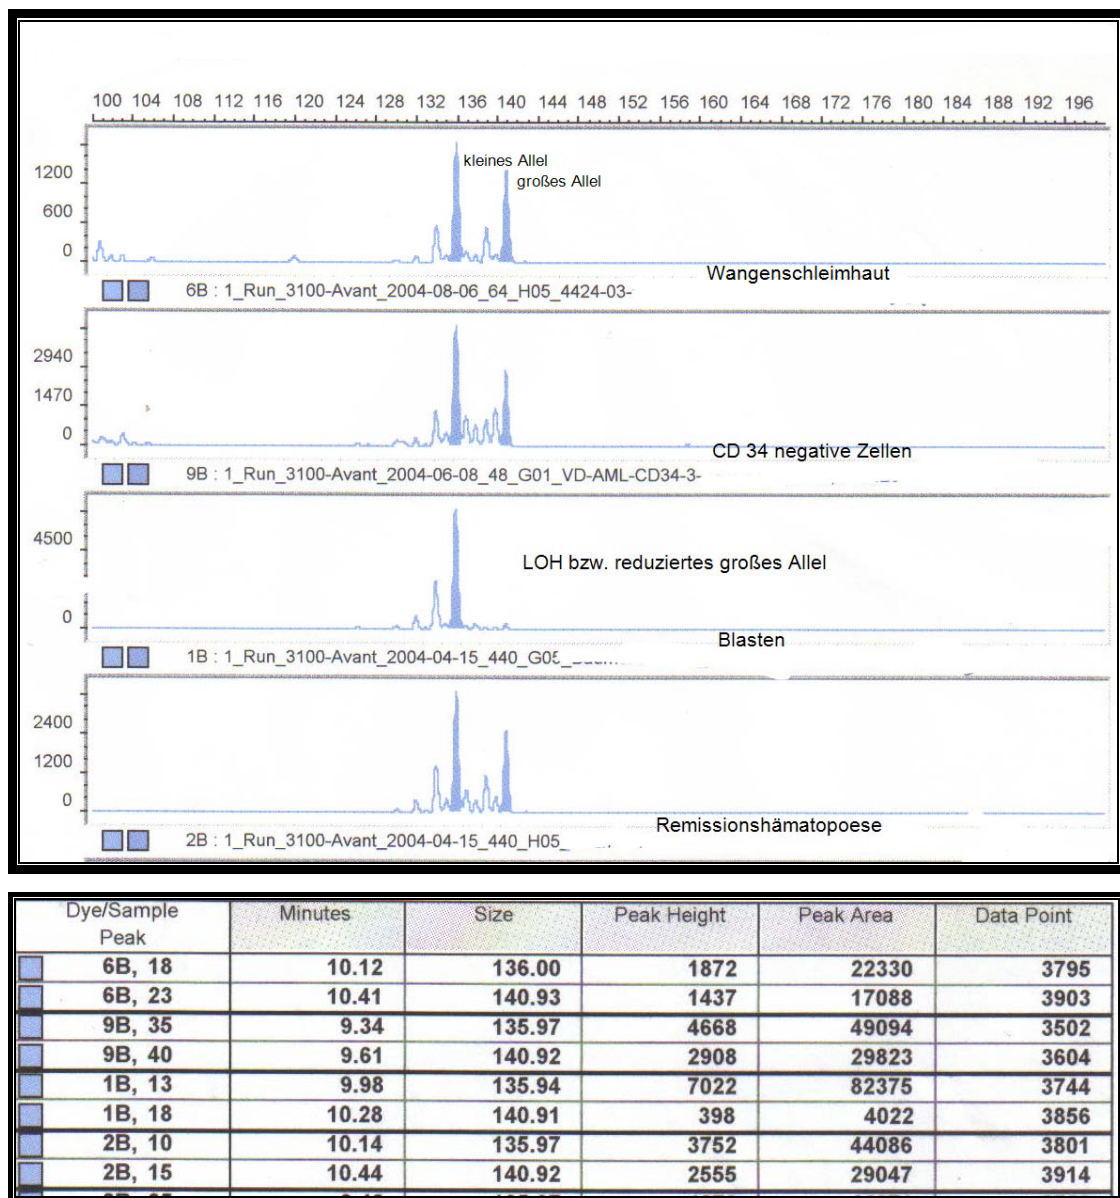 100 104 108 112 116 120 124 128 132 136 140 144 148 152 156 160 164 168 172 176 180 184 188 192 196
1200
600
0
kleines Allel
großes Allel
Wangenschleimhaut
6B : 1_Run_3100-Avant_2004-08-06_64_H05_4424-03-
2940
1470
0
CD 34 negative Zellen
9B : 1_Run_3100-Avant_2004-06-08_48_G01_VD-AML-CD34-3-
4500
0
LOH bzw. reduziertes großes Allel
Blasten
1B : 1_Run_3100-Avant_2004-04-15_440_G05_
2400
1200
0
Remissionshämatopoese
2B : 1_Run_3100-Avant_2004-04-15_440_H05_
Dye/Sample Peak Minutes Size Peak Height Peak Area Data Point
6B, 18 10.12 136.00 1872 22330 3795
6B, 23 10.41 140.93 1437 17088 3903
9B, 35 9.34 135.97 4668 49094 3502
9B, 40 9.61 140.92 2908 29823 3604
1B, 13 9.98 135.94 7022 82375 3744
1B, 18 10.28 140.91 398 4022 3856
2B, 10 10.14 135.97 3752 44086 3801
2B, 15 10.44 140.92 2555 29047 3914